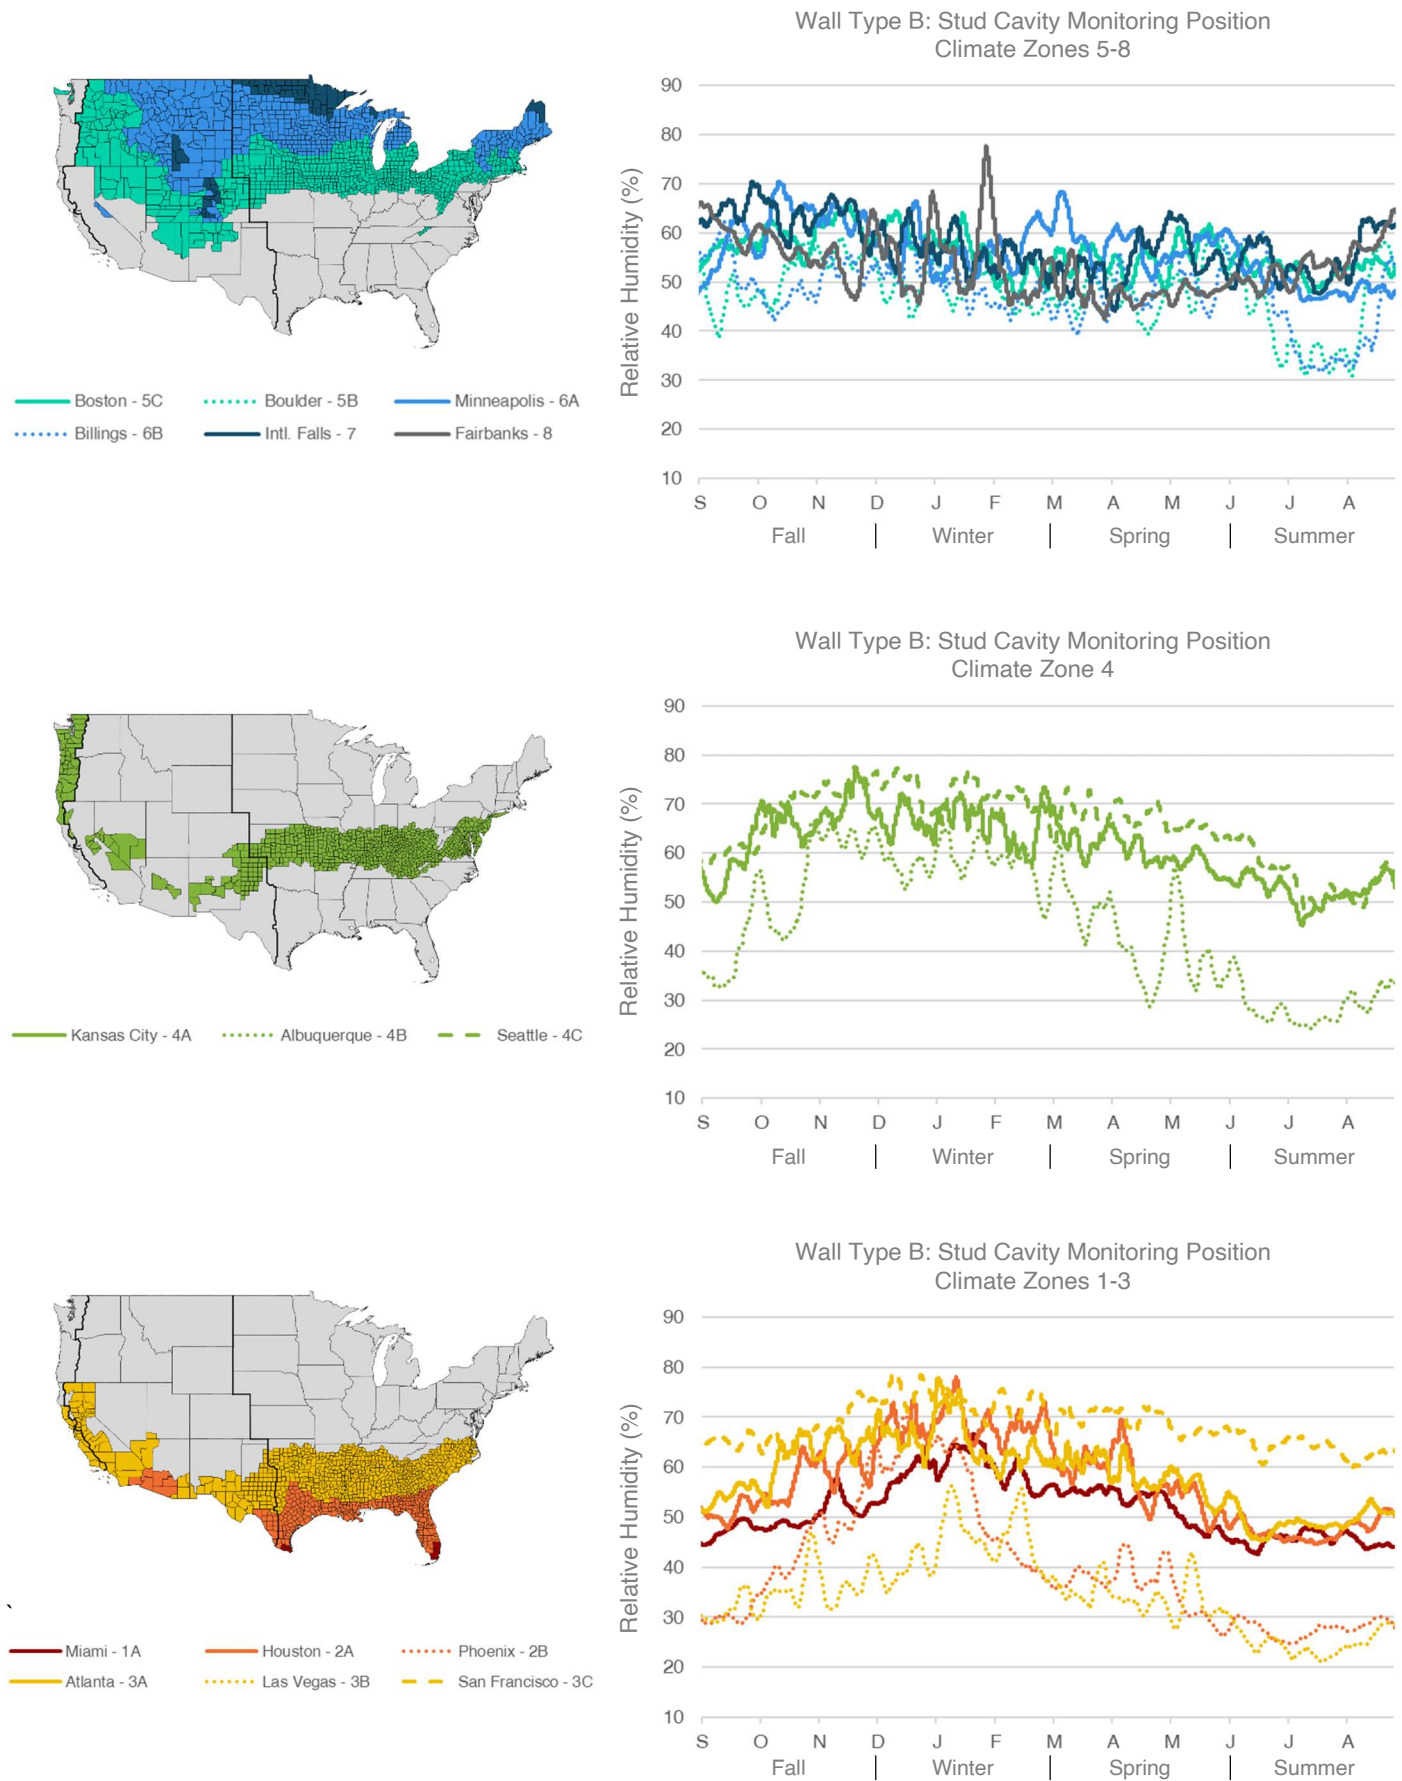 Wall Type B: Stud Cavity Monitoring Position
Climate Zones 5-8
Relative Humidity (%)
90
80
70
60
50
40
30
20
10
S O N D J F M A M J J A
Fall | Winter | Spring | Summer
Boston - 5C Boulder - 5B Minneapolis - 6A
Billings - 6B Intl. Falls - 7 Fairbanks - 8
Wall Type B: Stud Cavity Monitoring Position
Climate Zone 4
Relative Humidity (%)
90
80
70
60
50
40
30
20
10
S O N D J F M A M J J A
Fall | Winter | Spring | Summer
Kansas City - 4A Albuquerque - 4B Seattle - 4C
Wall Type B: Stud Cavity Monitoring Position
Climate Zones 1-3
Relative Humidity (%)
90
80
70
60
50
40
30
20
10
S O N D J F M A M J J A
Fall | Winter | Spring | Summer
`
Miami - 1A Houston - 2A Phoenix - 2B
Atlanta - 3A Las Vegas - 3B San Francisco - 3C